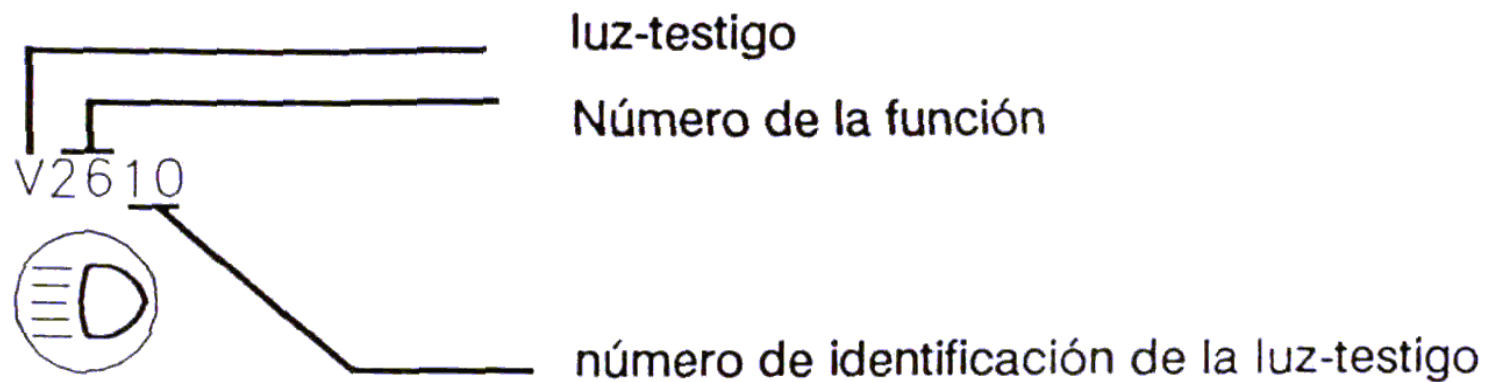 luz-testigo
Número de la función
V2610
número de identificación de la luz-testigo